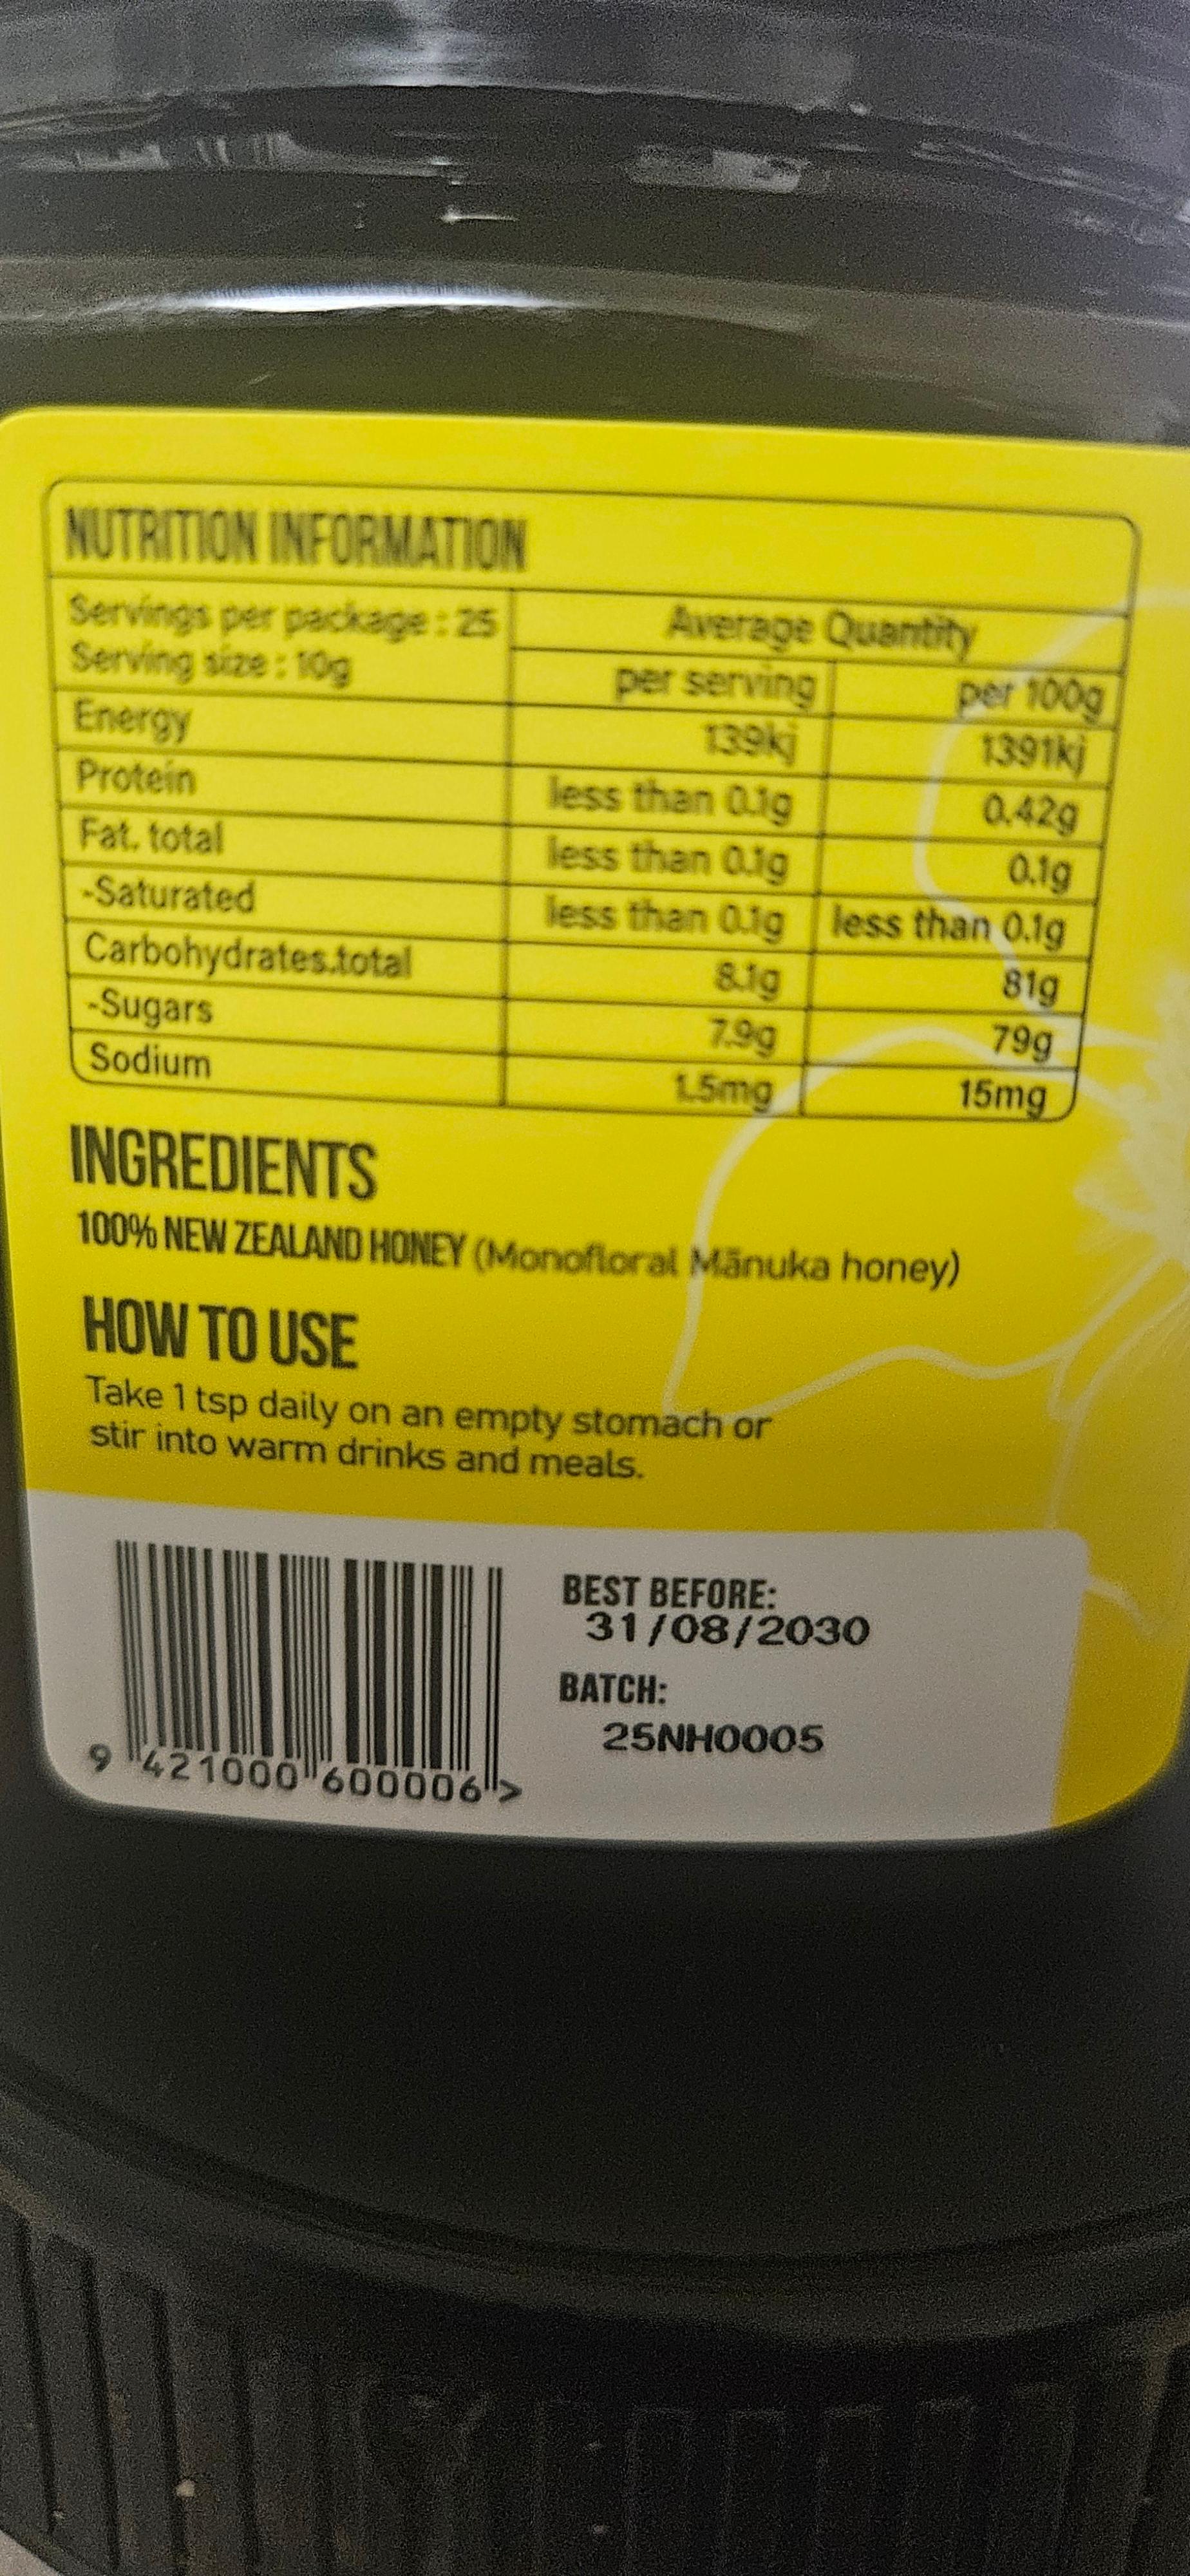 NUTRITION INFORMATION
Servings per package : 25
Serving size : 10g
Average Quantity
per serving per 100g
Energy 139kj 1391kj
Protein less than 0.1g 0.42g
Fat. total less than 0.1g 0.1g
-Saturated less than 0.1g less than 0.1g
Carbohydrates.total 8.1g 81g
-Sugars 7.9g 79g
Sodium 1.5mg 15mg
INGREDIENTS
100% NEW ZEALAND HONEY (Monofloral Mānuka honey)
HOW TO USE
Take 1 tsp daily on an empty stomach or
stir into warm drinks and meals.
BEST BEFORE:
31/08/2030
BATCH:
25NH0005
9 421000 600006 >